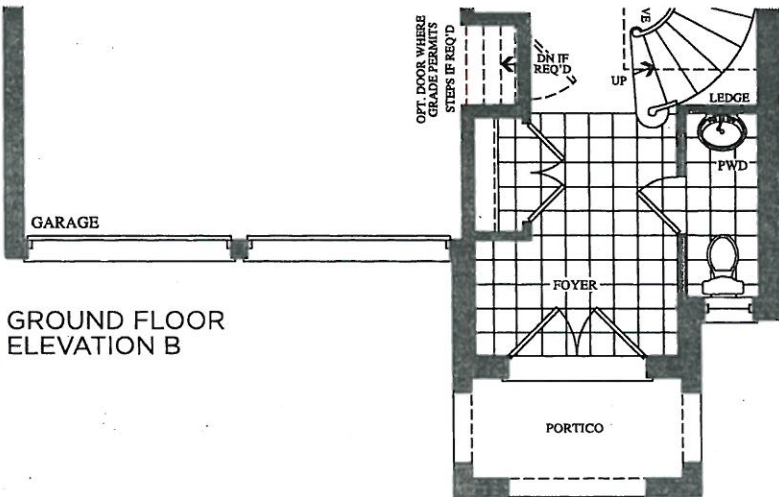 OPT. DOOR WHERE
GRADE PERMITS
STEPS IF REQ'D
DN IF
REQ'D
VE
UP
LEDGE
PWD
GARAGE
FOYER
GROUND FLOOR
ELEVATION B
PORTICO